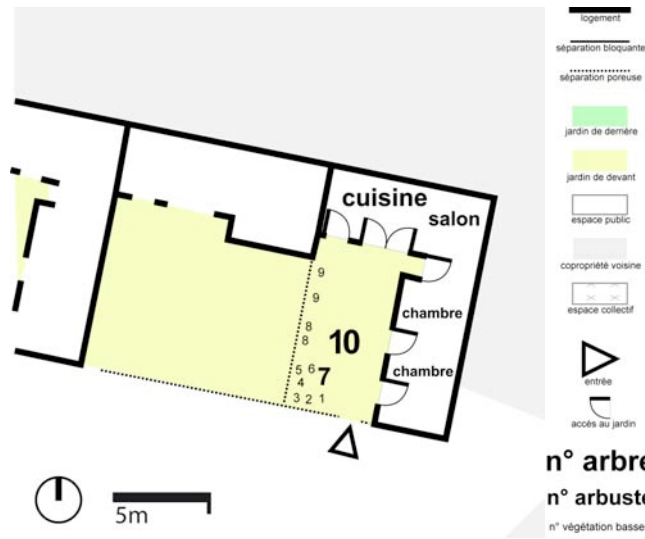 cuisine
salon
9
9
chambre
8
8
10
5 6 7
4
chambre
3 2 1
5m
logement
séparation bloquante
séparation poreuse
jardin de derrière
jardin de devant
espace public
copropriété voisine
espace collectif
entrée
accès au jardin
n° arbre
n° arbuste
n° végétation basse